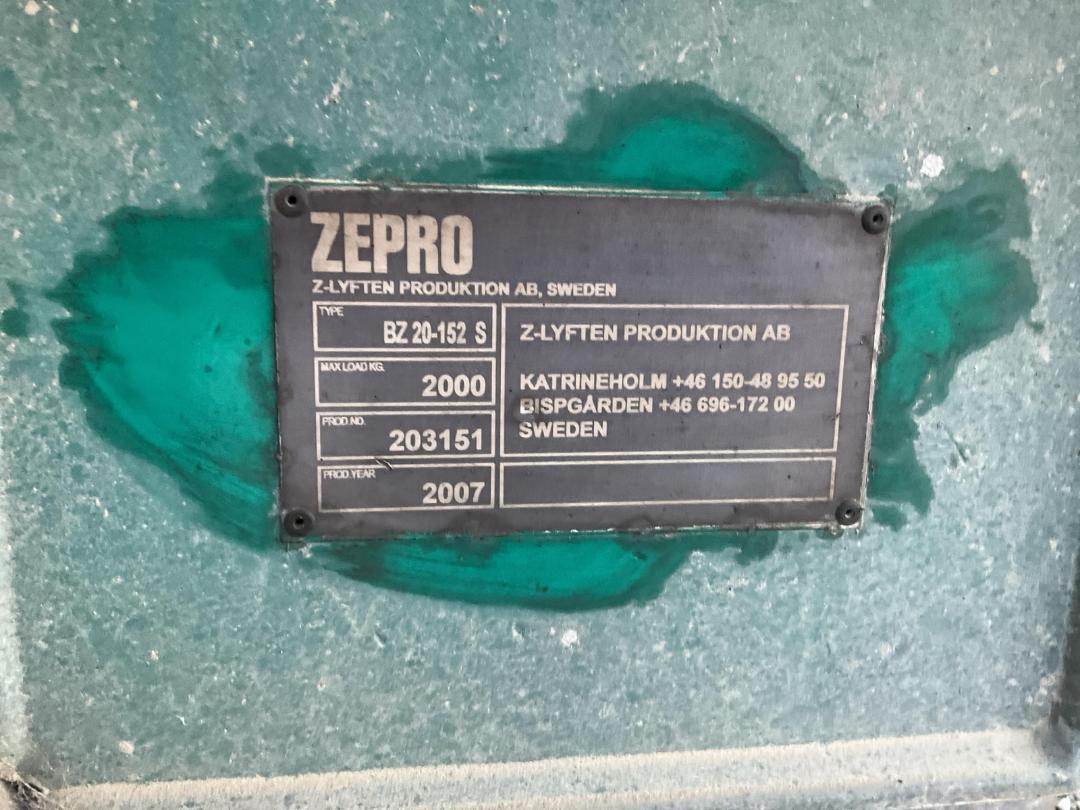 ZEPRO
Z-LYFTEN PRODUKTION AB, SWEDEN
TYPE
BZ 20-152 S
MAX LOAD KG.
2000
PROD.NO.
203151
PROD.YEAR
2007
Z-LYFTEN PRODUKTION AB
KATRINEHOLM +46 150-48 95 50
BISPGÅRDEN +46 696-172 00
SWEDEN